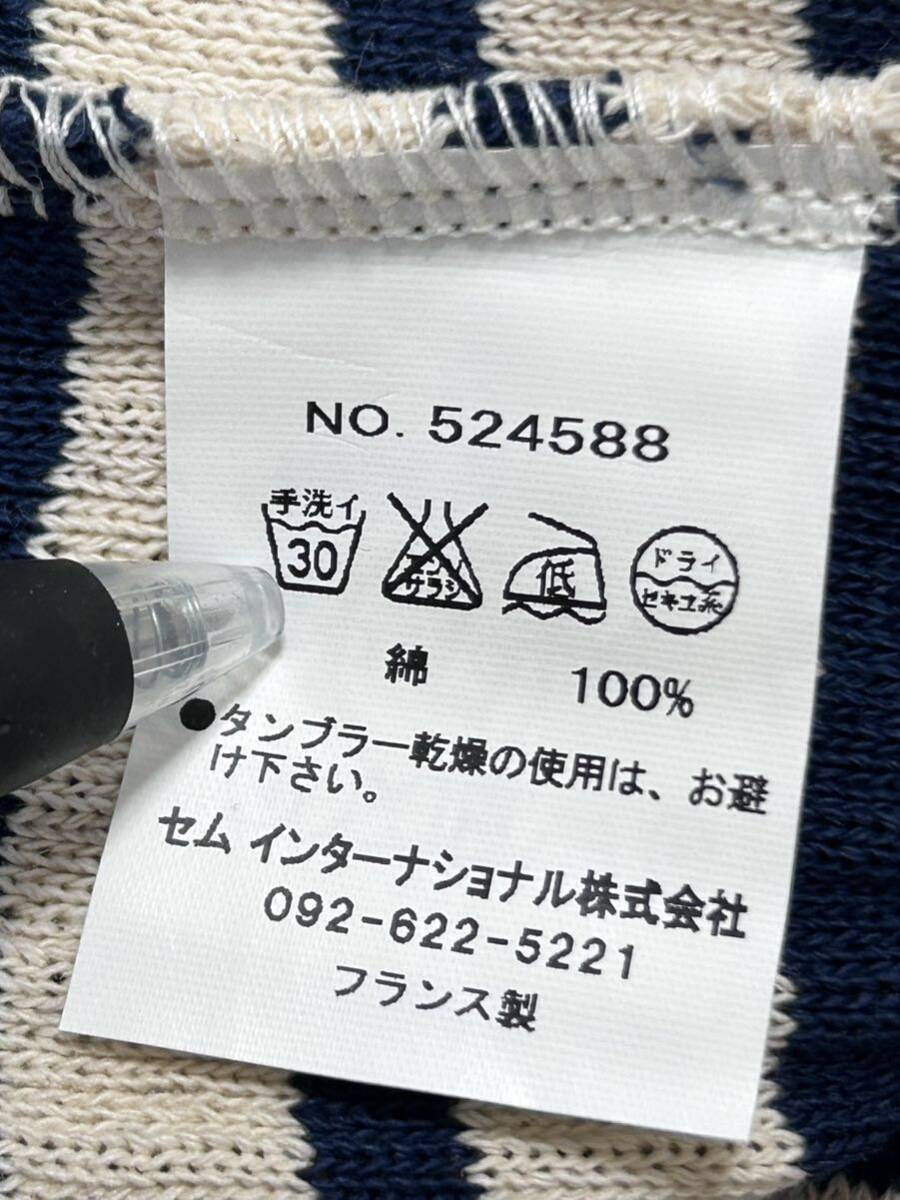 NO. 524588
手洗イ
30
エンソ
サラシ
低
ドライ
セキユ系
綿 100%
●タンブラー乾燥の使用は、お避
け下さい。
セム インターナショナル株式会社
092-622-5221
フランス製